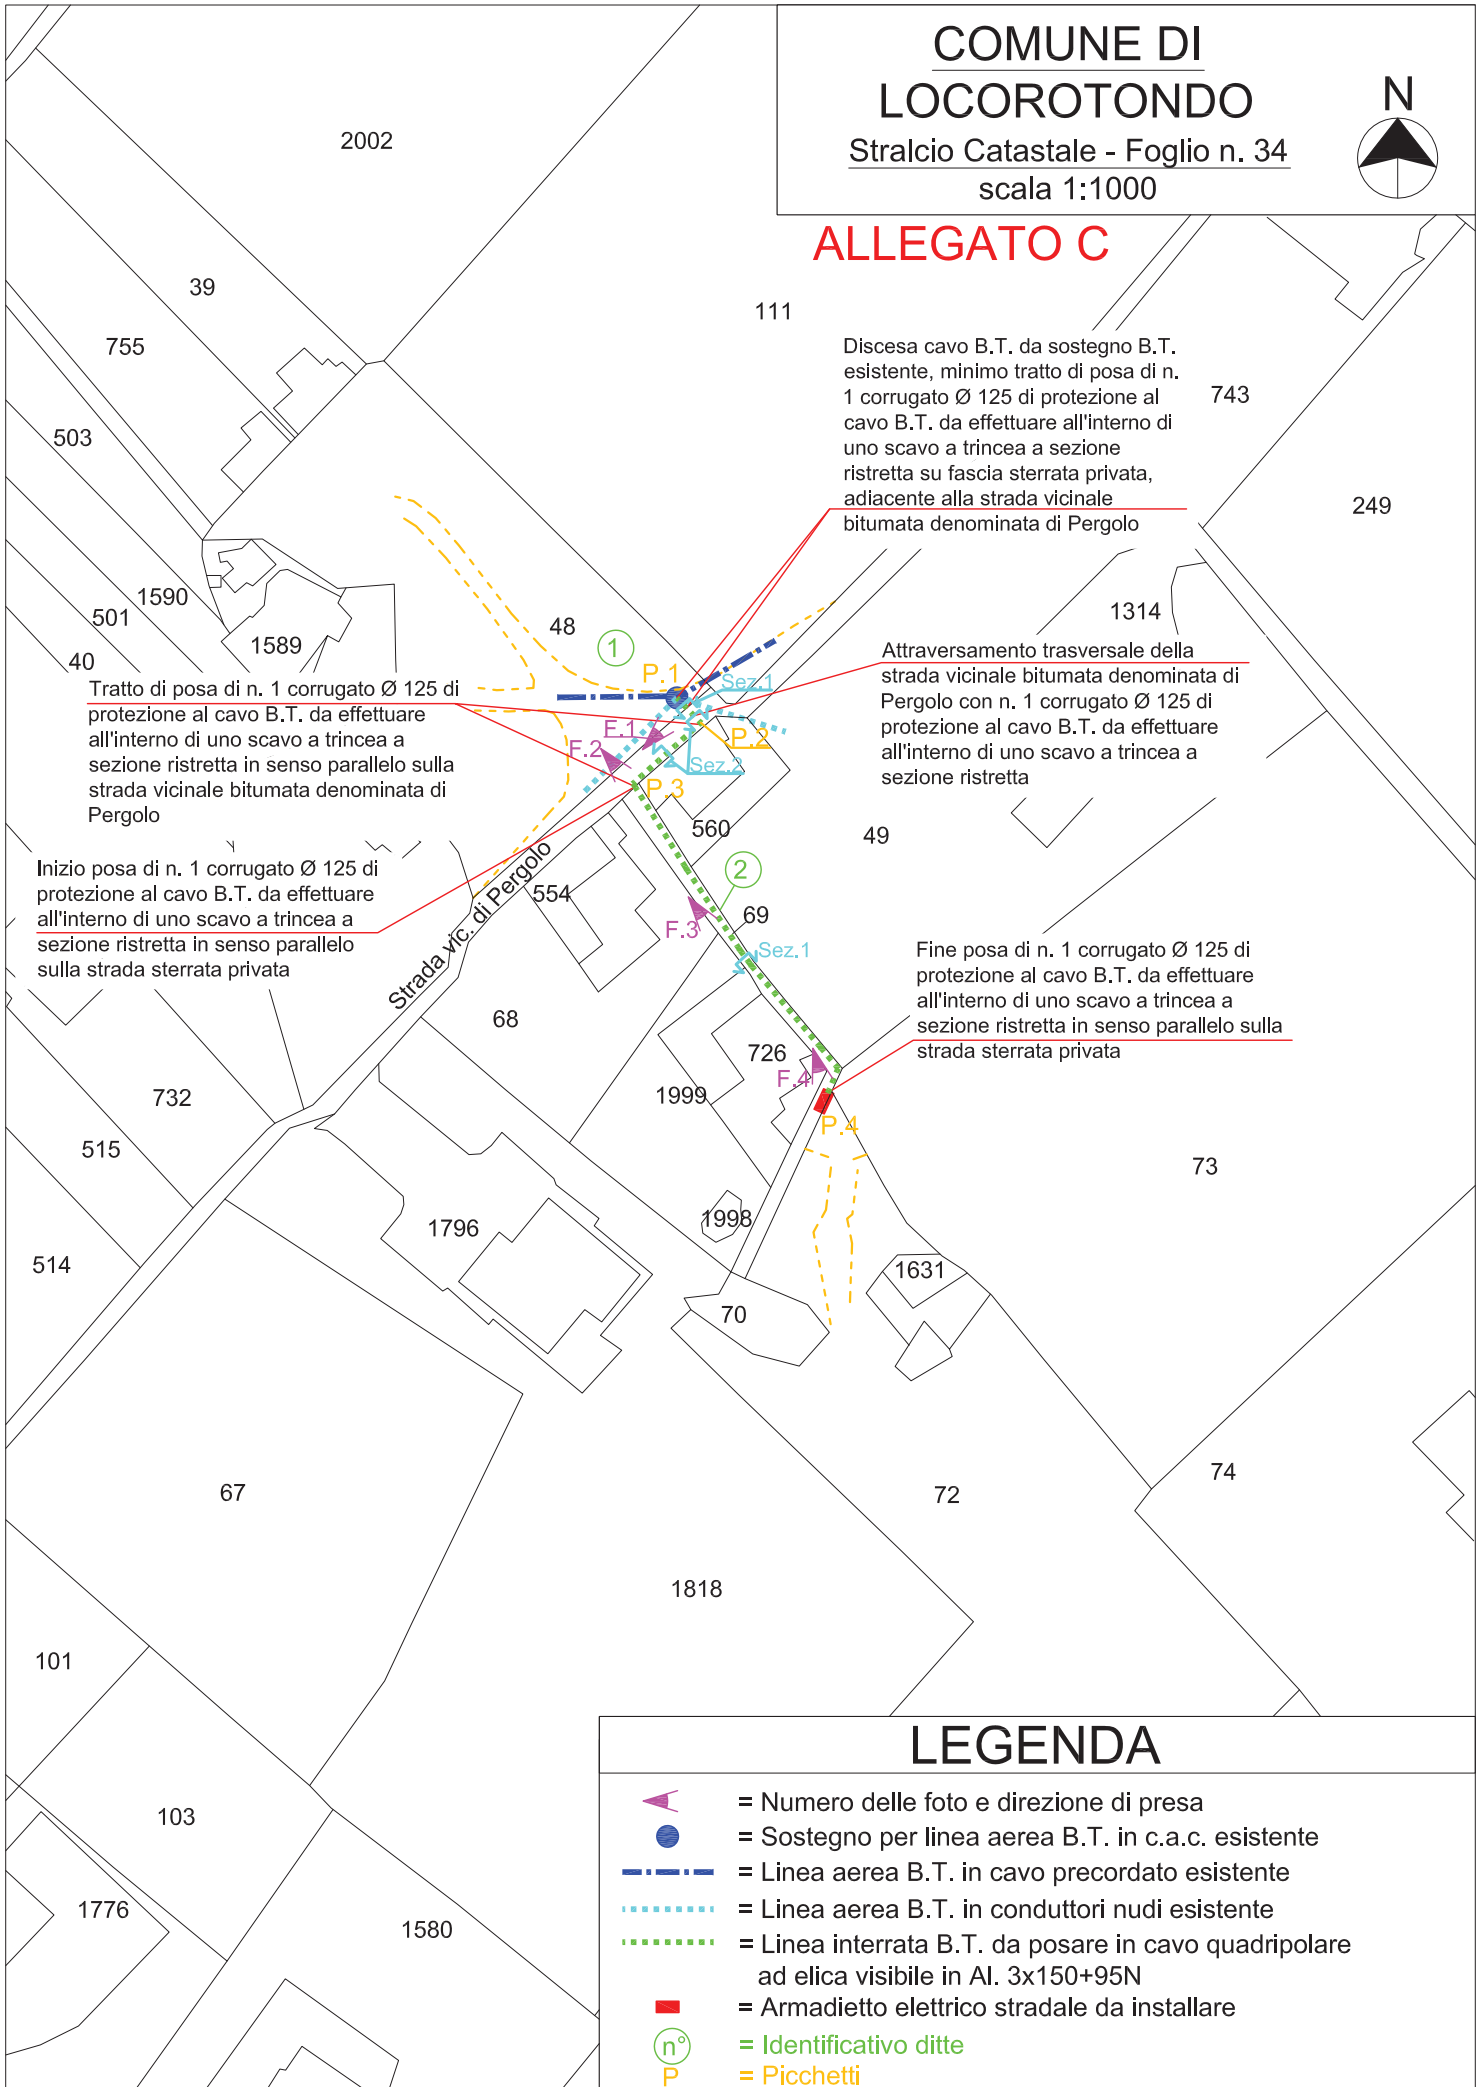 COMUNE DI
LOCOROTONDO
Stralcio Catastale - Foglio n. 34
scala 1:1000
N
ALLEGATO C
2002
39
755
503
111
743
249
Discesa cavo B.T. da sostegno B.T.
esistente, minimo tratto di posa di n.
1 corrugato Ø 125 di protezione al
cavo B.T. da effettuare all'interno di
uno scavo a trincea a sezione
ristretta su fascia sterrata privata,
adiacente alla strada vicinale
bitumata denominata di Pergolo
1590
501
1589
40
48
1
1314
P.1
Sez.1
Attraversamento trasversale della
strada vicinale bitumata denominata di
Pergolo con n. 1 corrugato Ø 125 di
protezione al cavo B.T. da effettuare
all'interno di uno scavo a trincea a
sezione ristretta
Tratto di posa di n. 1 corrugato Ø 125 di
protezione al cavo B.T. da effettuare
all'interno di uno scavo a trincea a
sezione ristretta in senso parallelo sulla
strada vicinale bitumata denominata di
Pergolo
F.1
F.2
P.2
Sez.2
P.3
560
49
Inizio posa di n. 1 corrugato Ø 125 di
protezione al cavo B.T. da effettuare
all'interno di uno scavo a trincea a
sezione ristretta in senso parallelo
sulla strada sterrata privata
Strada vic. di Pergolo
554
2
69
F.3
Sez.1
Fine posa di n. 1 corrugato Ø 125 di
protezione al cavo B.T. da effettuare
all'interno di uno scavo a trincea a
sezione ristretta in senso parallelo sulla
strada sterrata privata
68
726
F.4
1999
P.4
732
515
73
1796
1998
514
1631
70
67
72
74
1818
101
103
1776
1580
LEGENDA
= Numero delle foto e direzione di presa
= Sostegno per linea aerea B.T. in c.a.c. esistente
= Linea aerea B.T. in cavo precordato esistente
= Linea aerea B.T. in conduttori nudi esistente
= Linea interrata B.T. da posare in cavo quadripolare
ad elica visibile in Al. 3x150+95N
= Armadietto elettrico stradale da installare
n° = Identificativo ditte
P = Picchetti